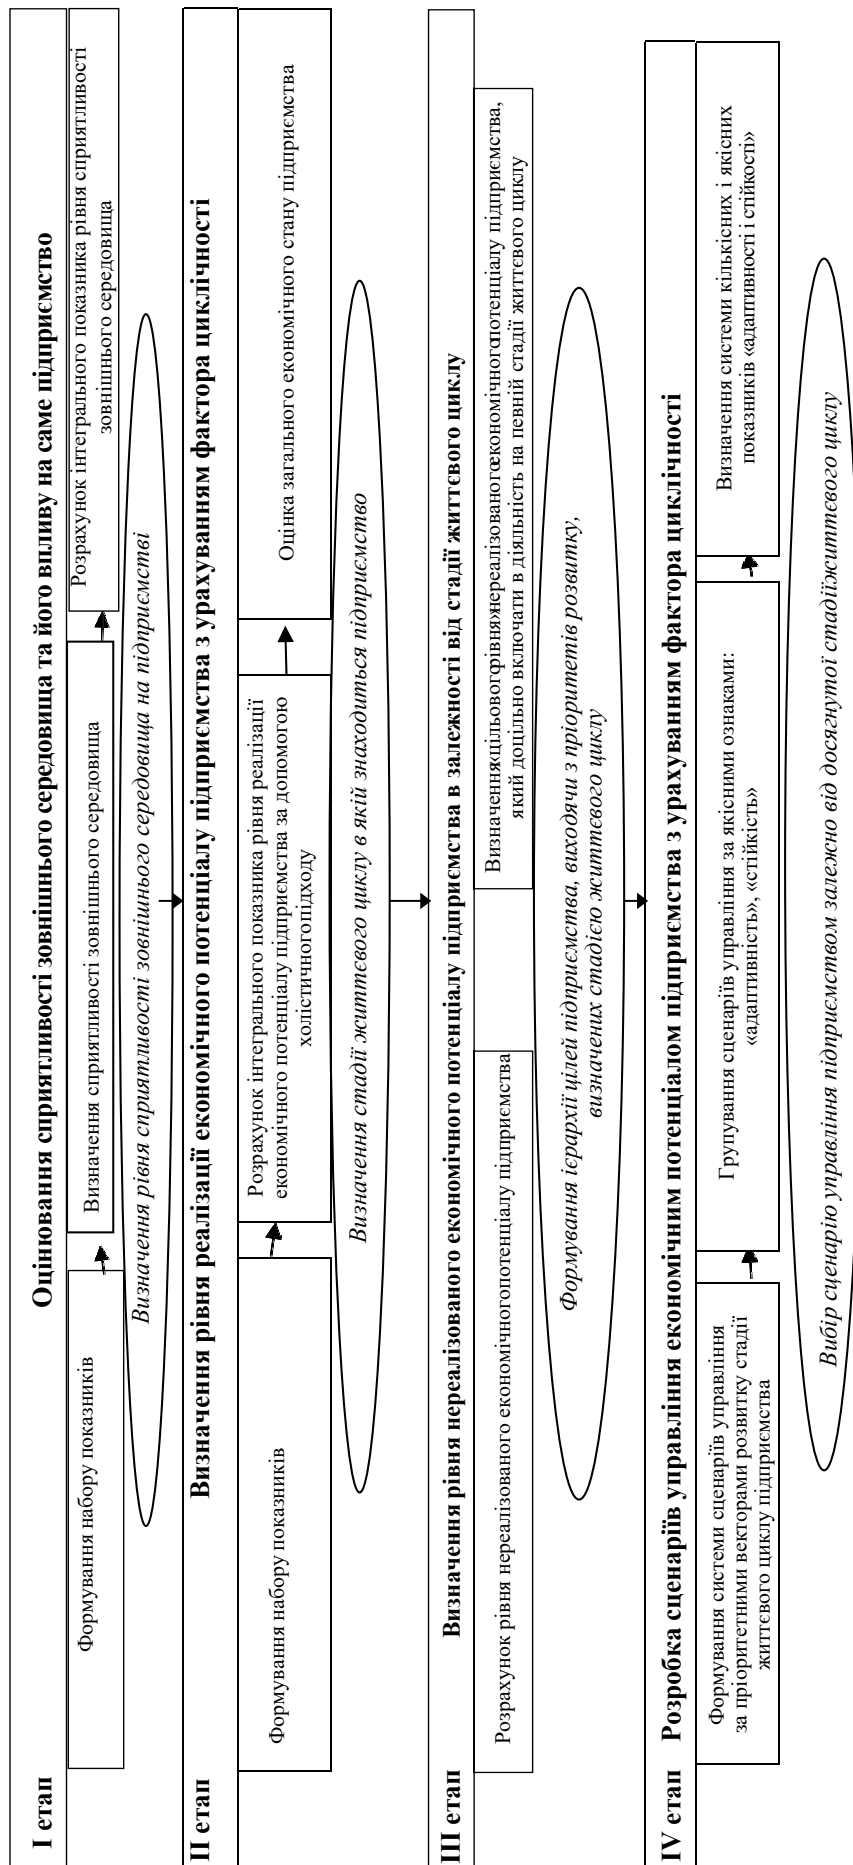 І етап
Оцінювання сприятливості зовнішнього середовища та його впливу на саме підприємство
Формування набору показників
Визначення сприятливості зовнішнього середовища
Розрахунок інтегрального показника рівня сприятливості
зовнішнього середовища
Визначення рівня сприятливості зовнішнього середовища на підприємстві
ІІ етап
Визначення рівня реалізації економічного потенціалу підприємства з урахуванням фактора циклічності
Формування набору показників
Розрахунок інтегрального показника рівня реалізації
економічного потенціалу підприємства за допомогою
холістичногопідходу
Оцінка загального економічного стану підприємства
Визначення стадії життєвого циклу в якій знаходиться підприємство
ІІІ етап
Визначення рівня нереалізованого економічного потенціалу підприємства в залежності від стадії життєвого циклу
Розрахунок рівня нереалізованого економічногопотенціалу підприємства
підприємства,
який доцільно включати в діяльність на певній стадії життєвого циклу
Формування ієрархії цілей підприємства, виходячи з пріоритетів розвитку,
визначених стадією життєвого циклу
IV етап
Розробка сценаріїв управління економічним потенціалом підприємства з урахуванням фактора циклічності
Формування системи сценаріїв управління
за пріоритетними векторами розвитку стадії
життєвого циклу підприємства
Групування сценаріїв управління за якісними ознаками:
«адаптивність», «стійкість»
Визначення системи кількісних і якісних
показників «адаптивності і стійкості»
Вибір сценарію управління підприємством залежно від досягнутої стадіїжиттєвого циклу